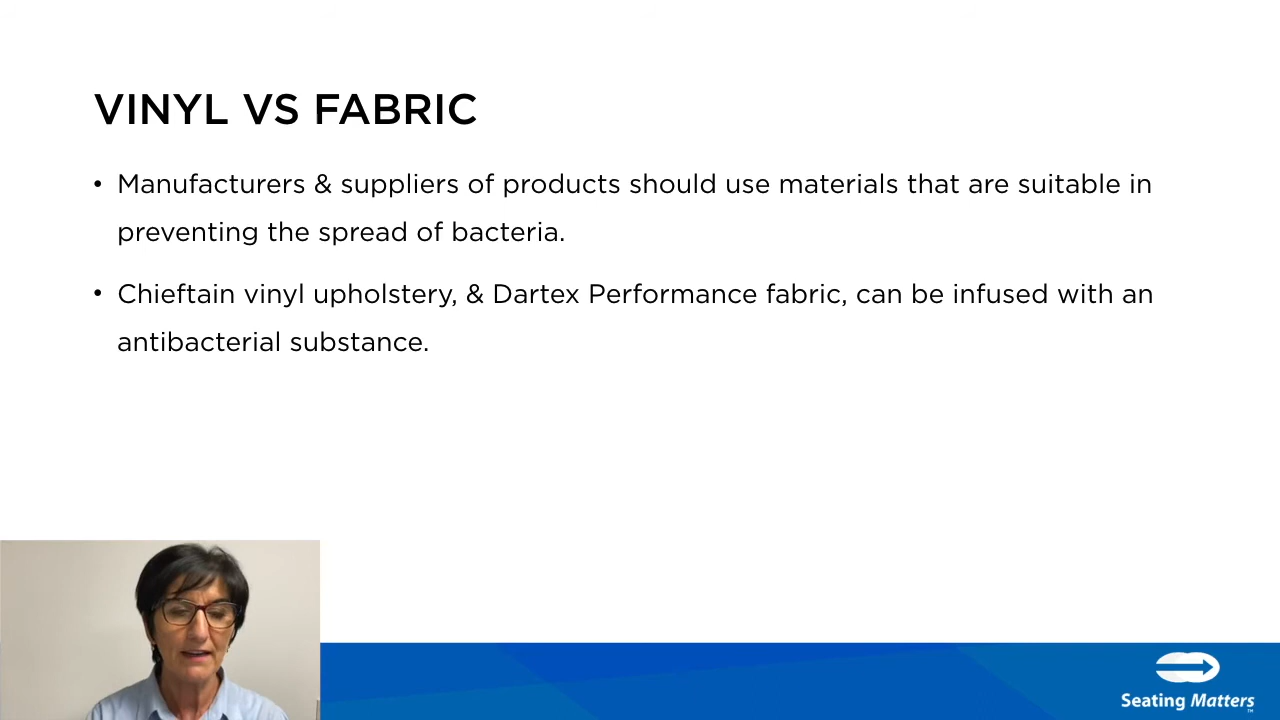 VINYL VS FABRIC
• Manufacturers & suppliers of products should use materials that are suitable in
preventing the spread of bacteria.
• Chieftain vinyl upholstery, & Dartex Performance fabric, can be infused with an
antibacterial substance.
Seating Matters
TM